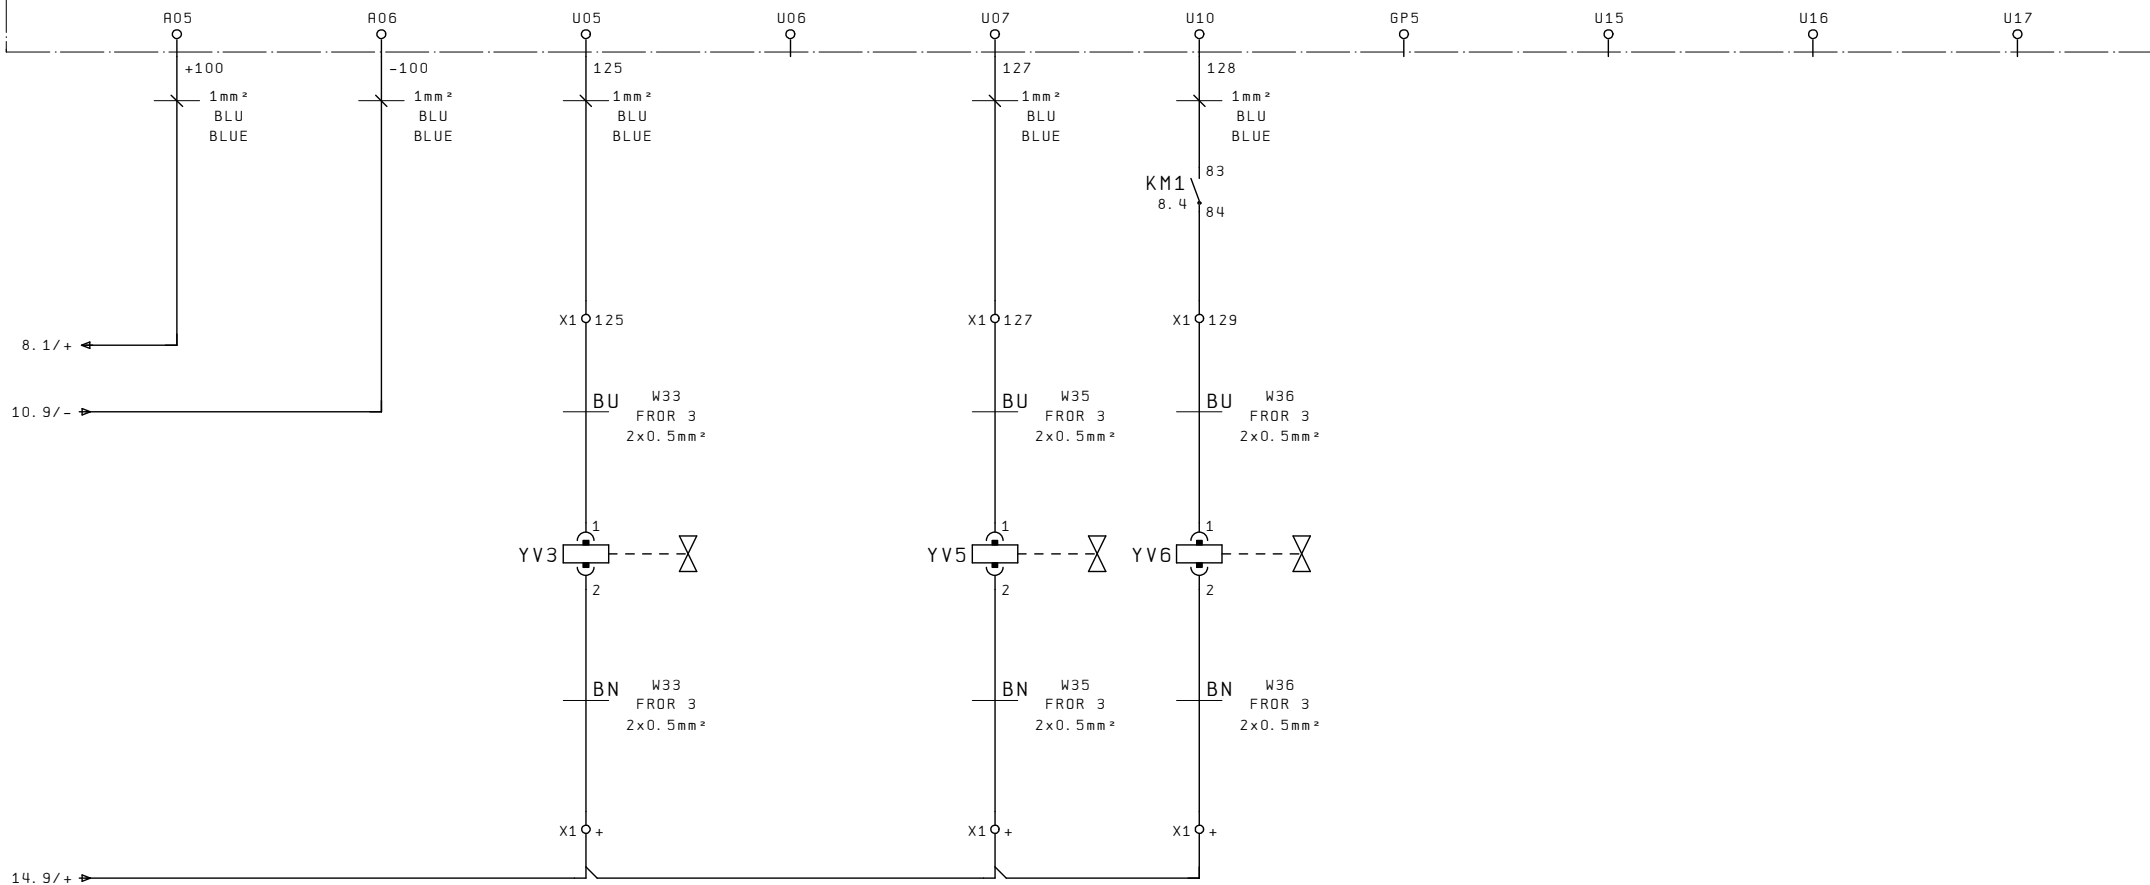 A05 A06 U05 U06 U07 U10 GP5 U15 U16 U17
+100 -100 125 127 128
1mm² 1mm² 1mm² 1mm² 1mm²
BLU BLU BLU BLU BLU
BLUE BLUE BLUE BLUE BLUE
83
KM1
8.4
84
X1 125 X1 127 X1 129
8.1/+
BU W33 BU W35 BU W36
10.9/- FROR 3 FROR 3 FROR 3
2x0.5mm² 2x0.5mm² 2x0.5mm²
1 1 1
YV3 YV5 YV6
2 2 2
BN W33 BN W35 BN W36
FROR 3 FROR 3 FROR 3
2x0.5mm² 2x0.5mm² 2x0.5mm²
X1 + X1 + X1 +
14.9/+